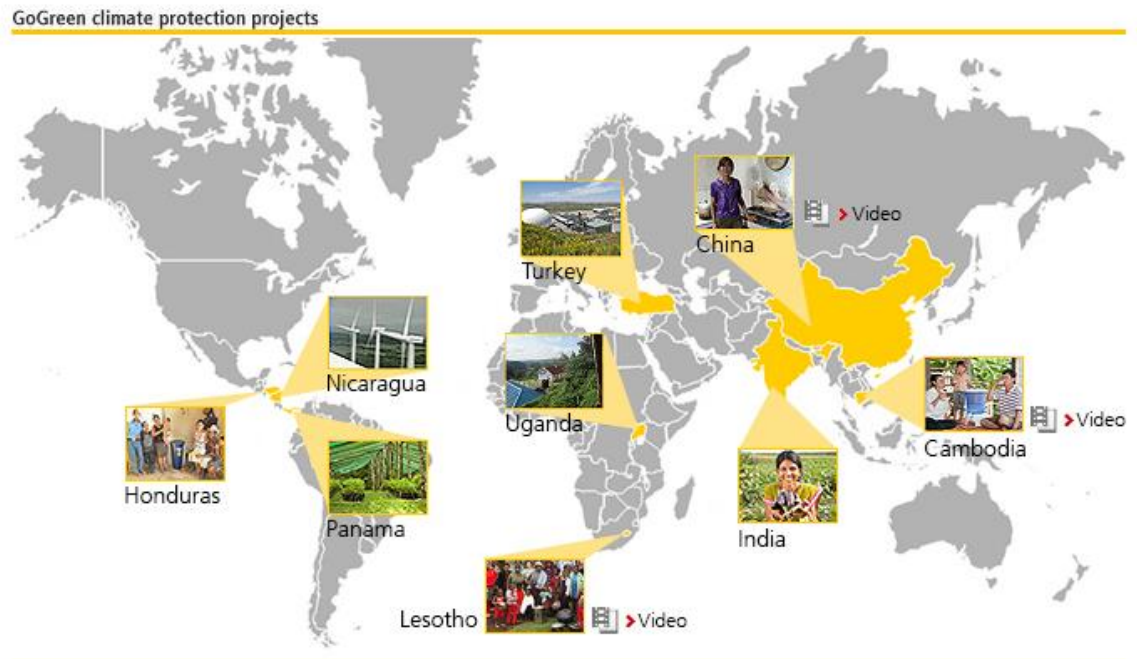 GoGreen climate protection projects
China
Video
Turkey
Nicaragua
Uganda
Cambodia
Video
Honduras
Panama
India
Lesotho
Video